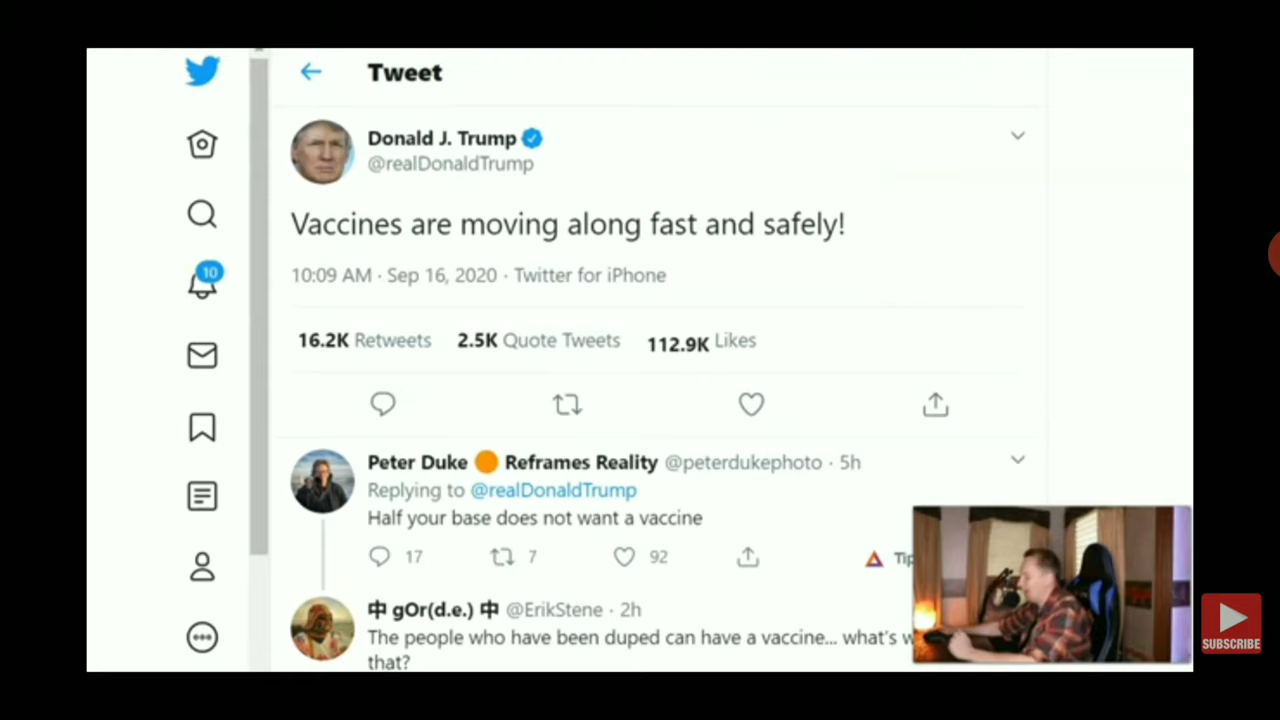 Tweet
Donald J. Trump
@realDonaldTrump
Vaccines are moving along fast and safely!
10:09 AM · Sep 16, 2020 · Twitter for iPhone
16.2K Retweets 2.5K Quote Tweets 112.9K Likes
10
Peter Duke 🟠 Reframes Reality @peterdukephoto · 5h
Replying to @realDonaldTrump
Half your base does not want a vaccine
17 7 92 Tip
中 gOr(d.e.) 中 @ErikStene · 2h
The people who have been duped can have a vaccine... what's
that?
SUBSCRIBE